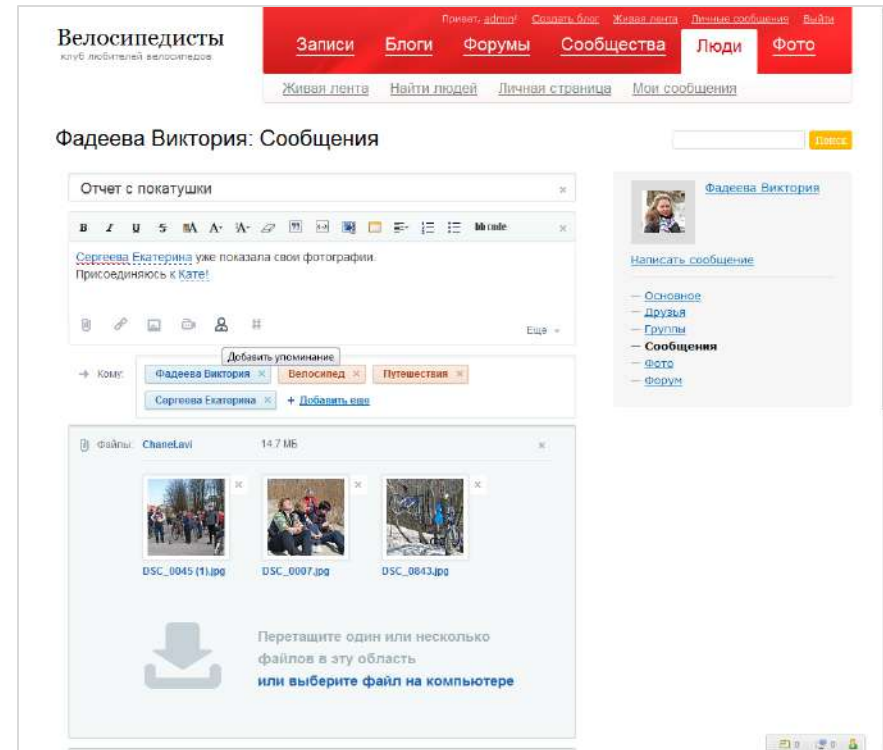 Привет, admin! Создать блог Живая лента Личные сообщения Выйти
Велосипедисты
клуб любителей велосипедов
Записи Блоги Форумы Сообщества Люди Фото
Живая лента Найти людей Личная страница Мои сообщения
Фадеева Виктория: Сообщения
Поиск
Отчет с покатушки
Фадеева Виктория
B I U S
bbcode
Сергеева Екатерина уже показала свои фотографии.
Присоединяюсь к Кате!
Написать сообщение
— Основное
— Друзья
— Группы
— Сообщения
— Фото
— Форум
Еще
Добавить упоминание
Кому: Фадеева Виктория × Велосипед × Путешествия ×
Сергеева Екатерина × + Добавить еще
Файлы: ChaneLavi 14.7 МБ
DSC_0045 (1).jpg DSC_0007.jpg DSC_0843.jpg
Перетащите один или несколько
файлов в эту область
или выберите файл на компьютере
0 0